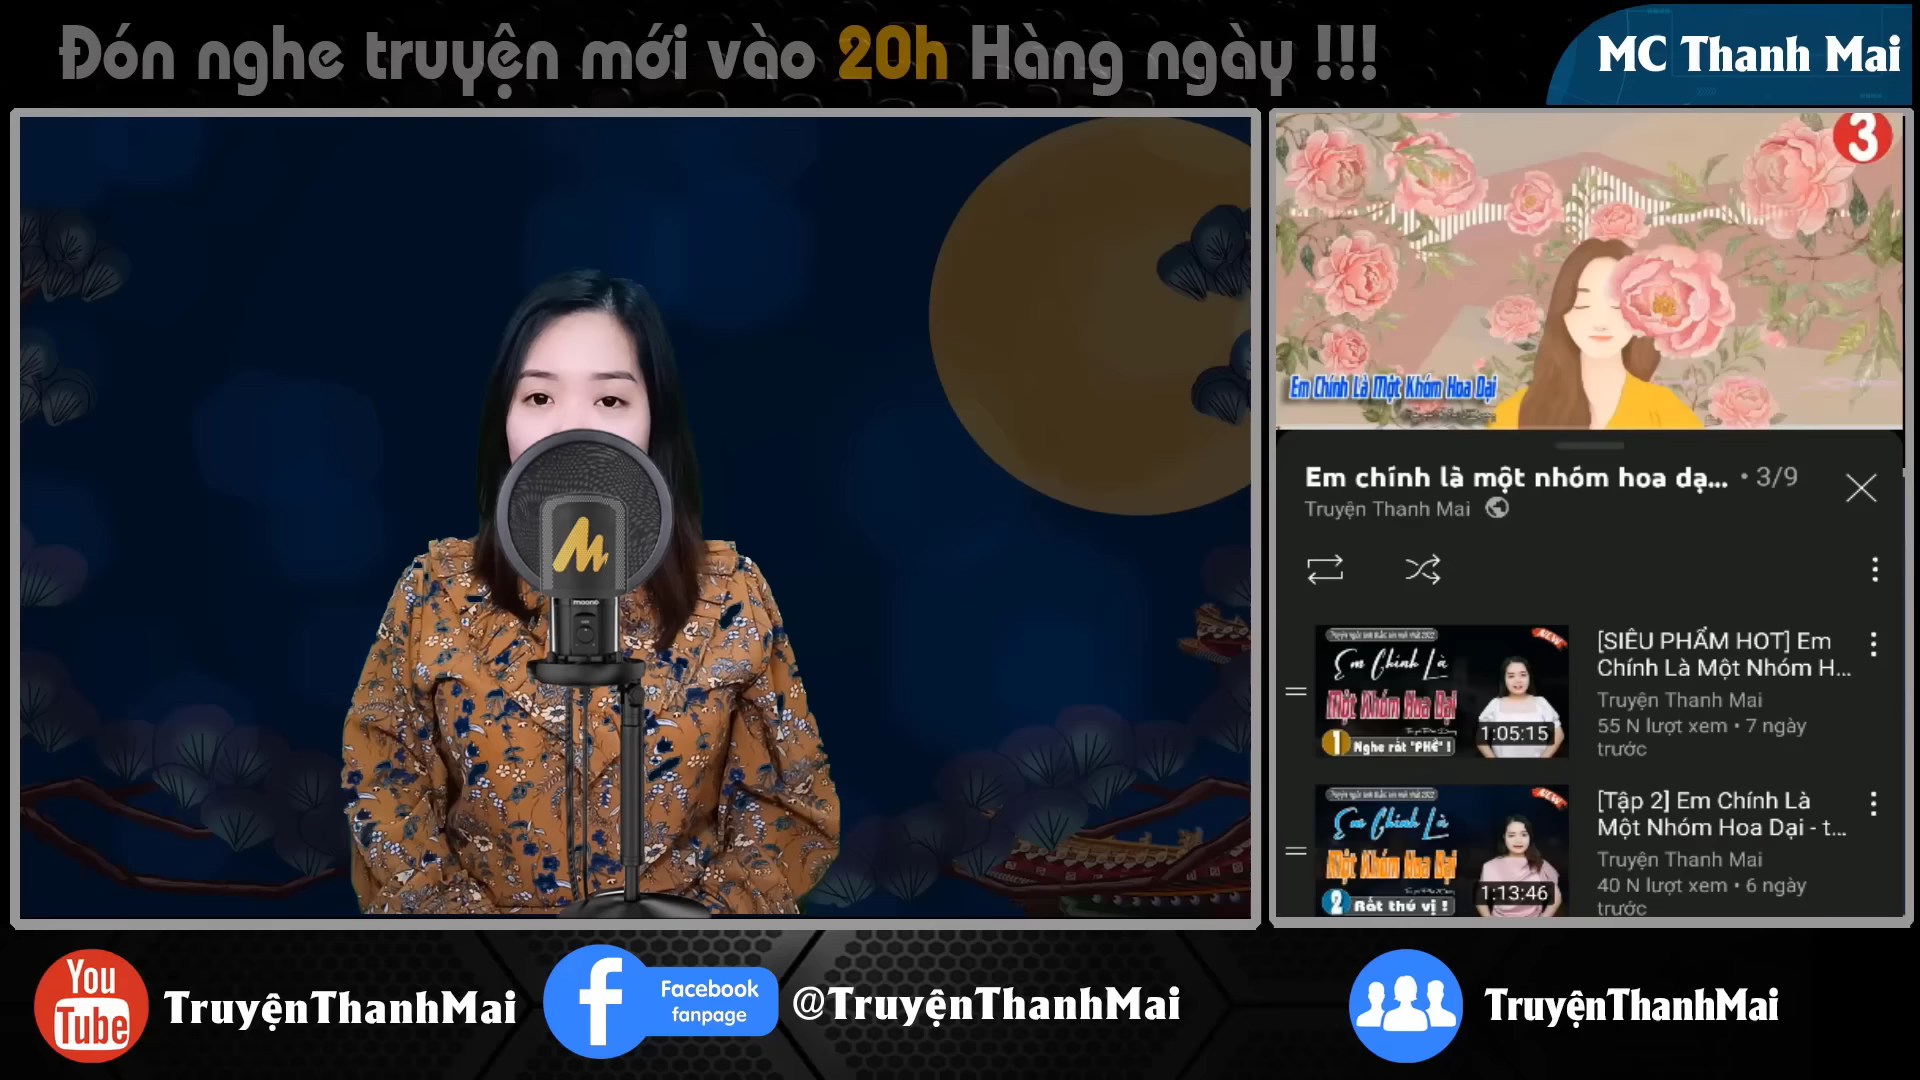 Đón nghe truyện mới vào 20h Hàng ngày !!!
MC Thanh Mai
3
Em Chính Là Một Khóm Hoa Dại
Em chính là một nhóm hoa dạ... • 3/9
Truyện Thanh Mai
[SIÊU PHẨM HOT] Em
Chính Là Một Nhóm H...
Truyện Thanh Mai
55 N lượt xem • 7 ngày
trước
NEW
Em Chính Là
Một Khóm Hoa Dại
1 Nghe rất "PHÊ" !
1:05:15
[Tập 2] Em Chính Là
Một Nhóm Hoa Dại - t...
Truyện Thanh Mai
40 N lượt xem • 6 ngày
trước
NEW
Em Chính Là
Một Khóm Hoa Dại
2 Rất thú vị !
1:13:46
maono
You
Tube
TruyệnThanhMai
Facebook
fanpage
@TruyệnThanhMai
TruyệnThanhMai